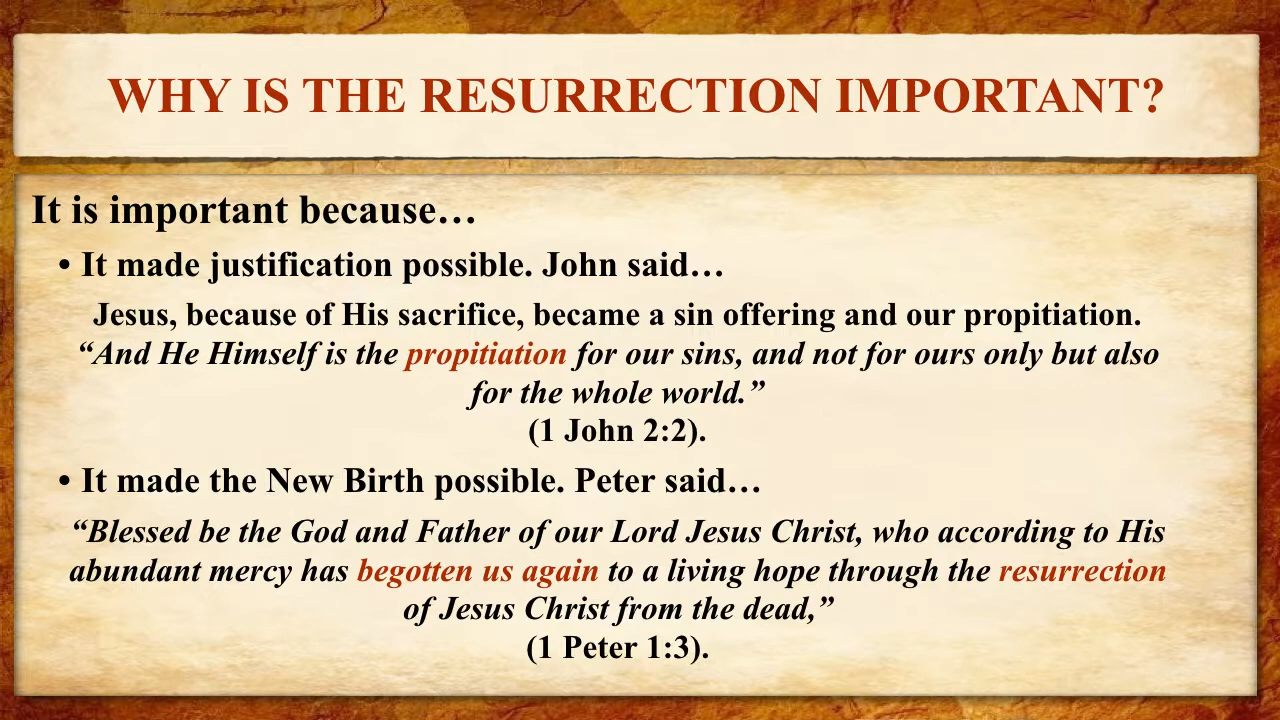 WHY IS THE RESURRECTION IMPORTANT?
It is important because…
• It made justification possible. John said…
Jesus, because of His sacrifice, became a sin offering and our propitiation.
“And He Himself is the propitiation for our sins, and not for ours only but also
for the whole world.”
(1 John 2:2).
• It made the New Birth possible. Peter said…
“Blessed be the God and Father of our Lord Jesus Christ, who according to His
abundant mercy has begotten us again to a living hope through the resurrection
of Jesus Christ from the dead,”
(1 Peter 1:3).